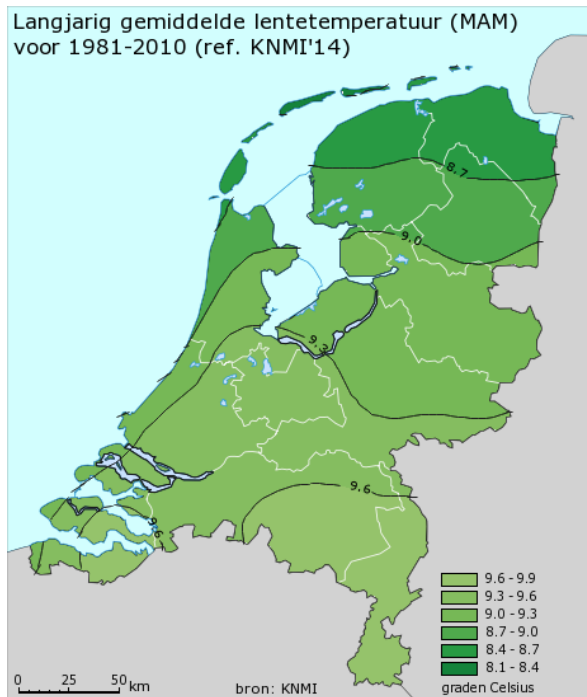 Langjarig gemiddelde lentetemperatuur (MAM)
voor 1981-2010 (ref. KNMI'14)
8.7
9.0
9.3
9.6
9.6
9.6 - 9.9
9.3 - 9.6
9.0 - 9.3
8.7 - 9.0
8.4 - 8.7
8.1 - 8.4
graden Celsius
0 25 50
km
bron: KNMI